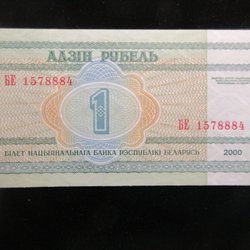 АДЗІН РУБЕЛЬ
БЕ 1578884
1
БЕ 1578884
БІЛЕТ НАЦЫЯНАЛЬНАГА БАНКА РЭСПУБЛІКІ БЕЛАРУСЬ
2000